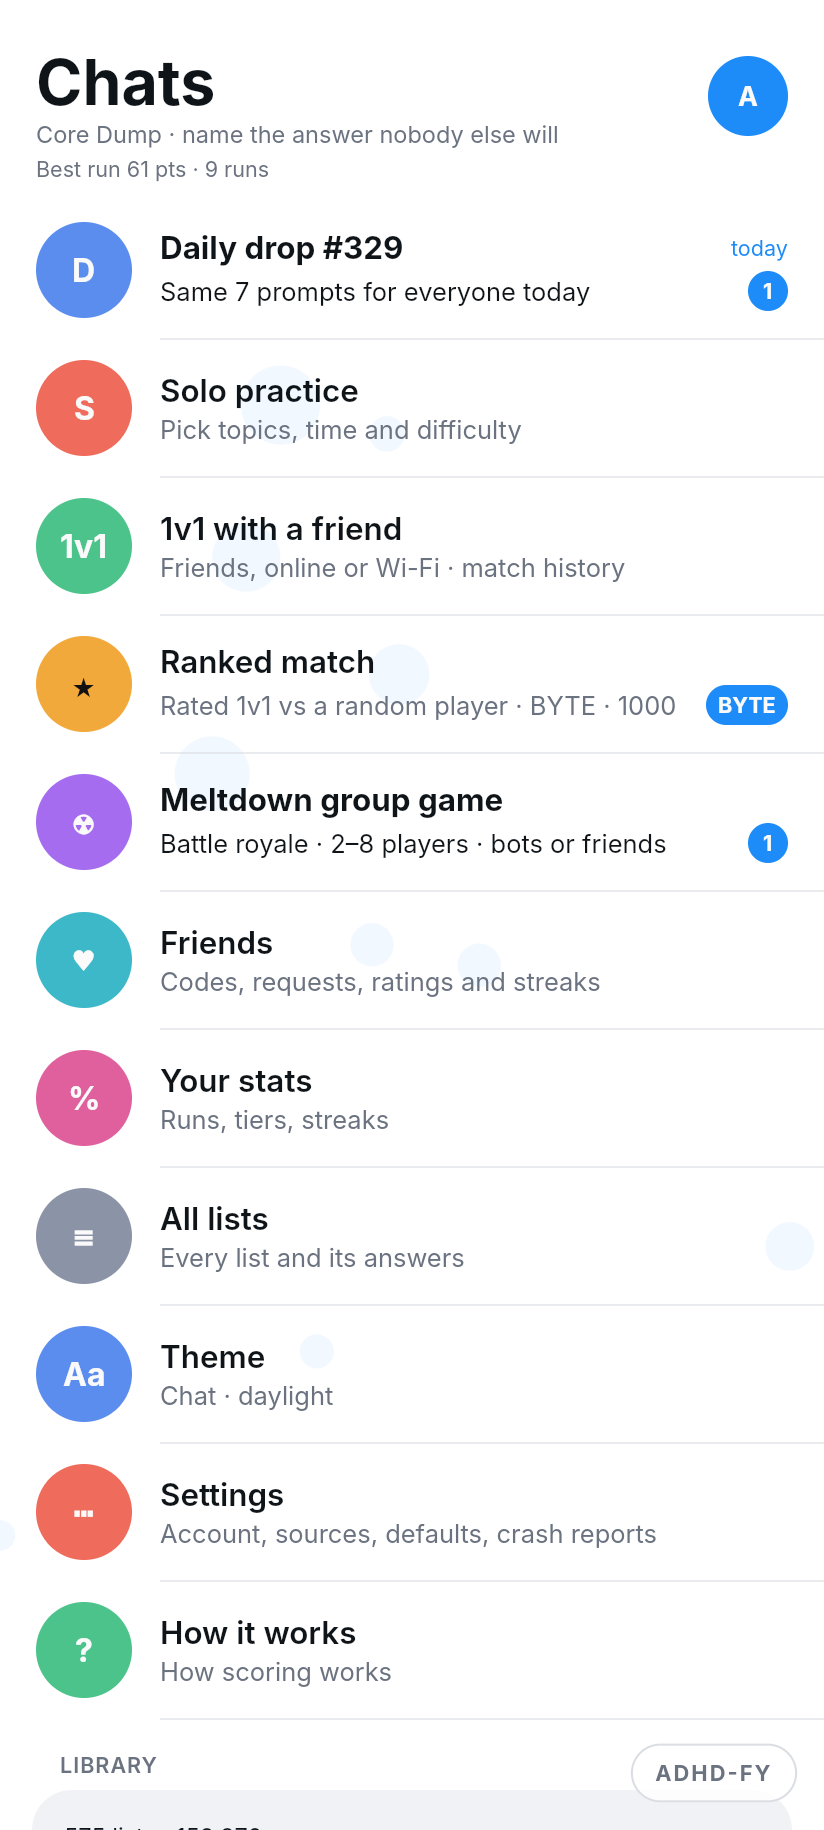 Chats
A
Core Dump · name the answer nobody else will
Best run 61 pts · 9 runs
D
Daily drop #329
today
Same 7 prompts for everyone today
1
S
Solo practice
Pick topics, time and difficulty
1v1
1v1 with a friend
Friends, online or Wi-Fi · match history
★
Ranked match
Rated 1v1 vs a random player · BYTE · 1000
BYTE
☢
Meltdown group game
Battle royale · 2–8 players · bots or friends
1
♥
Friends
Codes, requests, ratings and streaks
%
Your stats
Runs, tiers, streaks
≡
All lists
Every list and its answers
Aa
Theme
Chat · daylight
…
Settings
Account, sources, defaults, crash reports
?
How it works
How scoring works
LIBRARY
ADHD-FY